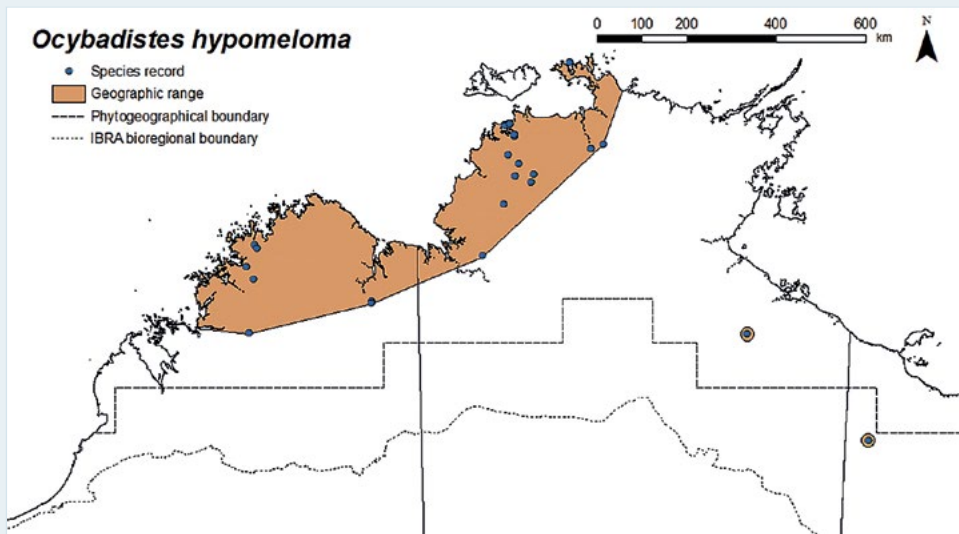 Ocybadistes hypomeloma
Species record
Geographic range
Phytogeographical boundary
IBRA bioregional boundary
0 100 200 400 600
km
N